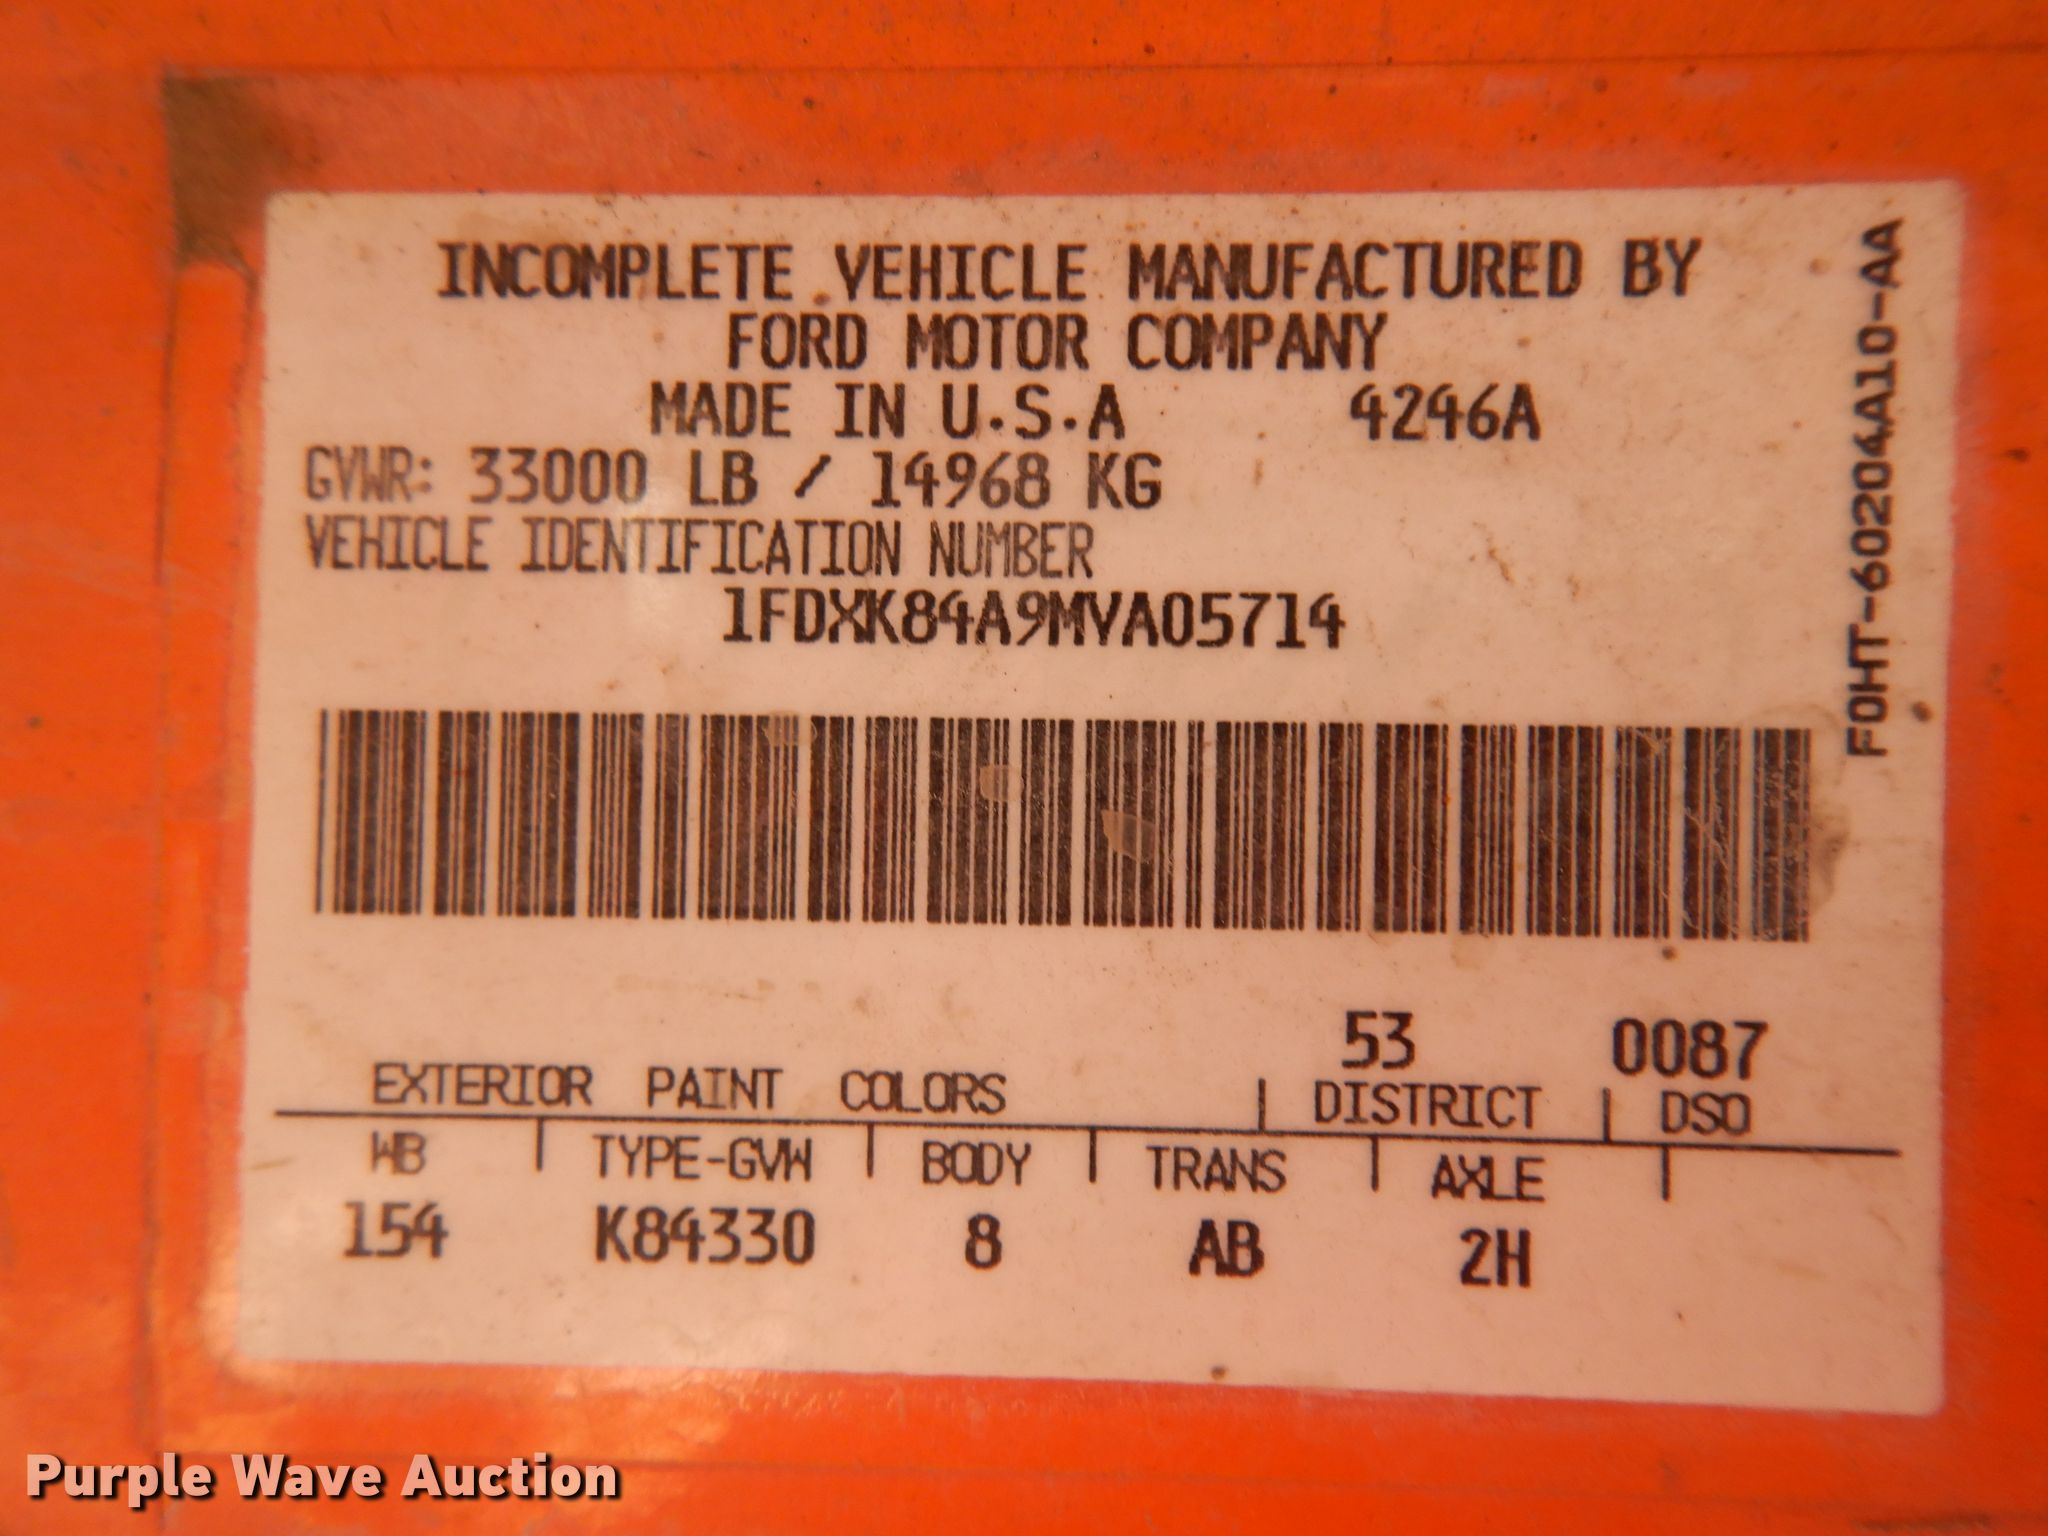 INCOMPLETE VEHICLE MANUFACTURED BY
FORD MOTOR COMPANY
MADE IN U.S.A 4246A
GVWR: 33000 LB / 14968 KG
VEHICLE IDENTIFICATION NUMBER
1FDXK84A9MVA05714
F0HT-60204A10-AA
53 0087
EXTERIOR PAINT COLORS DISTRICT DSO
WB TYPE-GVW BODY TRANS AXLE
154 K84330 8 AB 2H
Purple Wave Auction